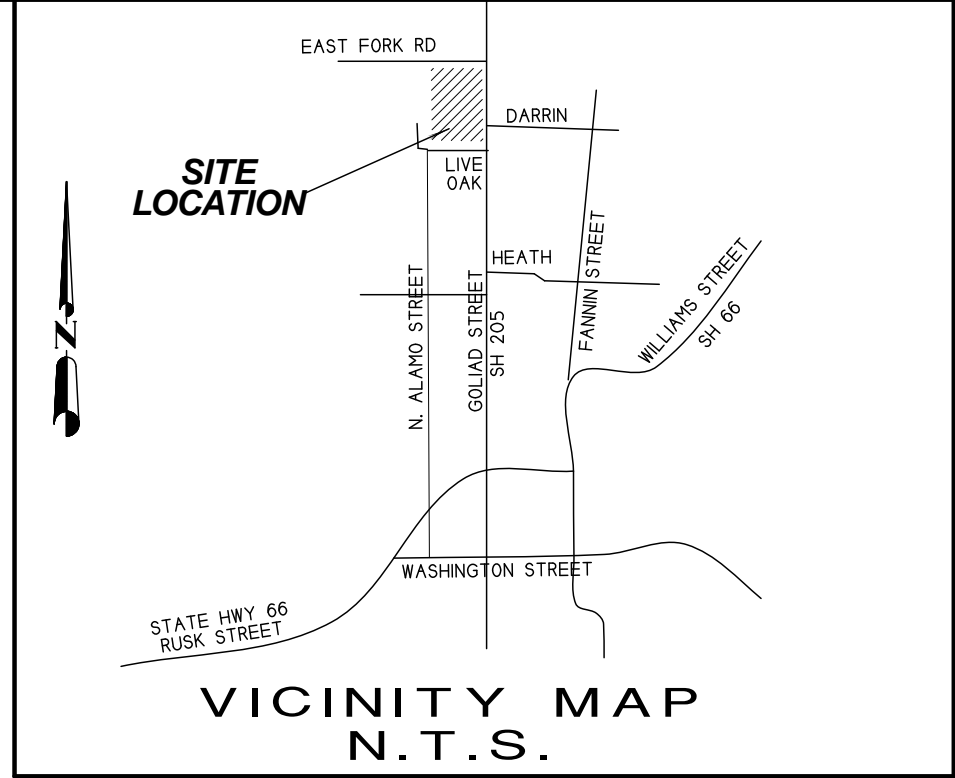 EAST FORK RD
DARRIN
SITE
LOCATION
LIVE
OAK
N
HEATH
N. ALAMO STREET
GOLIAD STREET
SH 205
FANNIN STREET
WILLIAMS STREET
SH 66
WASHINGTON STREET
STATE HWY 66
RUSK STREET
VICINITY MAP
N.T.S.